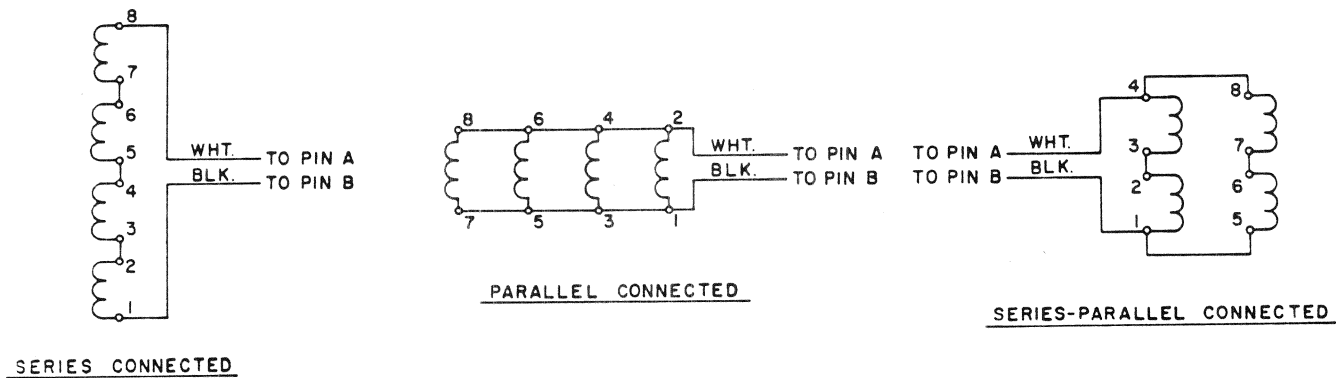 8
7
6
5
4
3
2
1
WHT. TO PIN A
BLK. TO PIN B
SERIES CONNECTED
8 6 4 2
7 5 3 1
WHT. TO PIN A
BLK. TO PIN B
PARALLEL CONNECTED
TO PIN A WHT.
TO PIN B BLK.
4 8
3 7
2 6
1 5
SERIES-PARALLEL CONNECTED